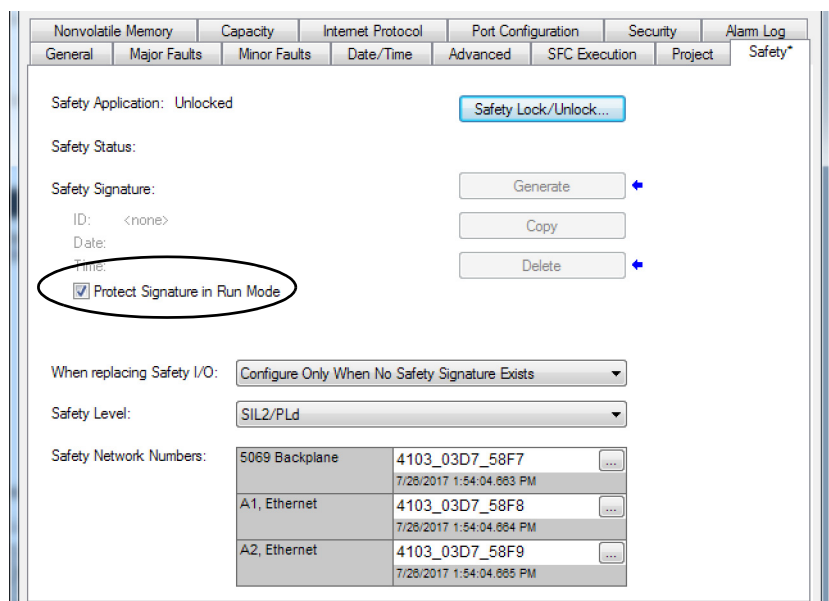 Nonvolatile Memory Capacity Internet Protocol Port Configuration Security Alarm Log
General Major Faults Minor Faults Date/Time Advanced SFC Execution Project Safety*
Safety Application: Unlocked Safety Lock/Unlock...
Safety Status:
Safety Signature: Generate
ID: <none> Copy
Date:
Time: Delete
Protect Signature in Run Mode
When replacing Safety I/O: Configure Only When No Safety Signature Exists
Safety Level: SIL2/PLd
Safety Network Numbers: 5069 Backplane 4103_03D7_58F7 ...
7/26/2017 1:54:04.663 PM
A1, Ethernet 4103_03D7_58F8 ...
7/26/2017 1:54:04.664 PM
A2, Ethernet 4103_03D7_58F9 ...
7/26/2017 1:54:04.665 PM